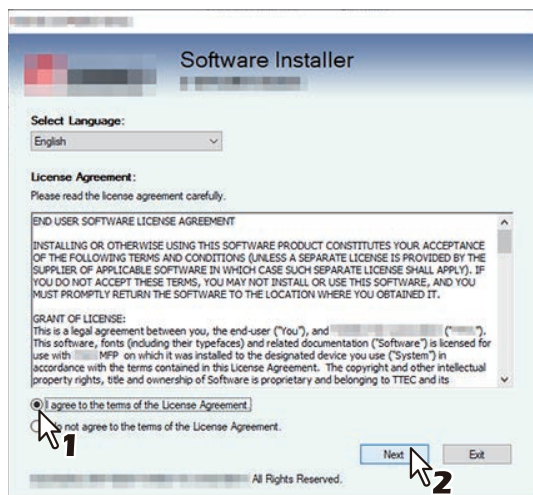 Software Installer
Select Language:
English
License Agreement:
Please read the license agreement carefully.
END USER SOFTWARE LICENSE AGREEMENT
INSTALLING OR OTHERWISE USING THIS SOFTWARE PRODUCT CONSTITUTES YOUR ACCEPTANCE
OF THE FOLLOWING TERMS AND CONDITIONS (UNLESS A SEPARATE LICENSE IS PROVIDED BY THE
SUPPLIER OF APPLICABLE SOFTWARE IN WHICH CASE SUCH SEPARATE LICENSE SHALL APPLY). IF
YOU DO NOT ACCEPT THESE TERMS, YOU MAY NOT INSTALL OR USE THIS SOFTWARE, AND YOU
MUST PROMPTLY RETURN THE SOFTWARE TO THE LOCATION WHERE YOU OBTAINED IT.
GRANT OF LICENSE:
This is a legal agreement between you, the end-user ("You"), and (" ").
This software, fonts (including their typefaces) and related documentation ("Software") is licensed for
use with MFP on which it was installed to the designated device you use ("System") in
accordance with the terms contained in this License Agreement. The copyright and other intellectual
property rights, title and ownership of Software is proprietary and belonging to TTEC and its
I agree to the terms of the License Agreement.
not agree to the terms of the License Agreement.
1
Next
Exit
2
All Rights Reserved.